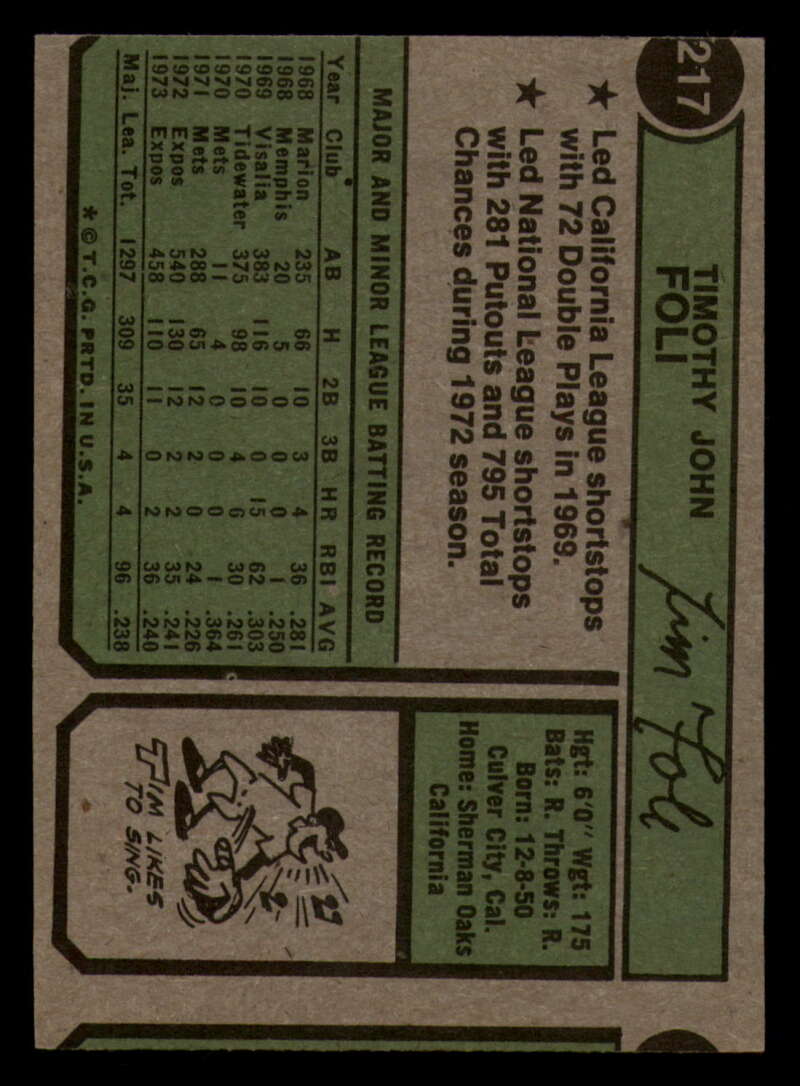 217
TIMOTHY JOHN
FOLI
Tim Foli
★ Led California League shortstops
with 72 Double Plays in 1969.
★ Led National League shortstops
with 281 Putouts and 795 Total
Chances during 1972 season.
Hgt: 6'0" Wgt: 175
Bats: R. Throws: R.
Born: 12-8-50
Culver City, Cal.
Home: Sherman Oaks
California
MAJOR AND MINOR LEAGUE BATTING RECORD
Year Club AB H 2B 3B HR RBI AVG
1968 Marion 235 66 10 3 4 36 .281
1968 Memphis 20 5 0 0 0 1 .250
1969 Visalia 383 116 10 0 15 62 .303
1970 Tidewater 375 98 10 4 6 30 .261
1970 Mets 11 4 0 0 0 1 .364
1971 Mets 288 65 12 2 0 24 .226
1972 Expos 540 130 12 2 2 35 .241
1973 Expos 458 110 11 0 2 36 .240
Maj. Lea. Tot. 1297 309 35 4 4 96 .238
* © T.C.G. PRTD. IN U.S.A.
TIM LIKES
TO SING.